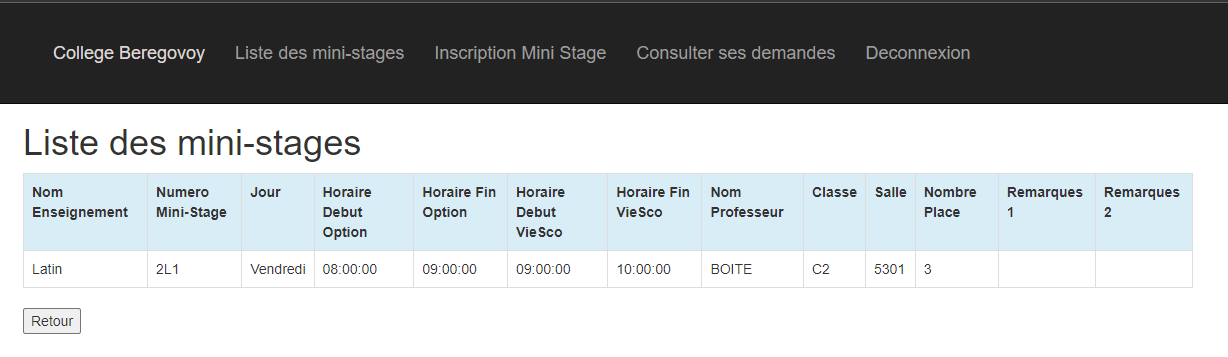 College Beregovoy Liste des mini-stages Inscription Mini Stage Consulter ses demandes Deconnexion
Liste des mini-stages
Nom Numero Jour Horaire Horaire Fin Horaire Horaire Fin Nom Classe Salle Nombre Remarques Remarques
Enseignement Mini-Stage Debut Option Debut VieSco Professeur Place 1 2
Option VieSco
Latin 2L1 Vendredi 08:00:00 09:00:00 09:00:00 10:00:00 BOITE C2 5301 3
Retour